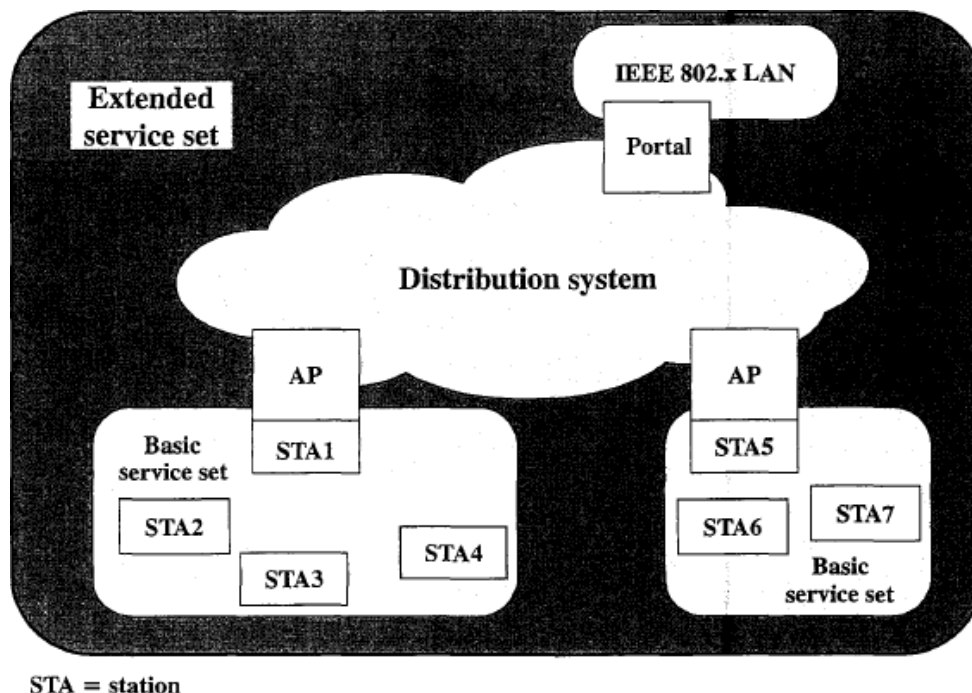 IEEE 802.x LAN
Extended
service set
Portal
Distribution system
AP
AP
STA1
STA5
Basic
service set
STA2
STA3
STA4
STA6
STA7
Basic
service set
STA = station